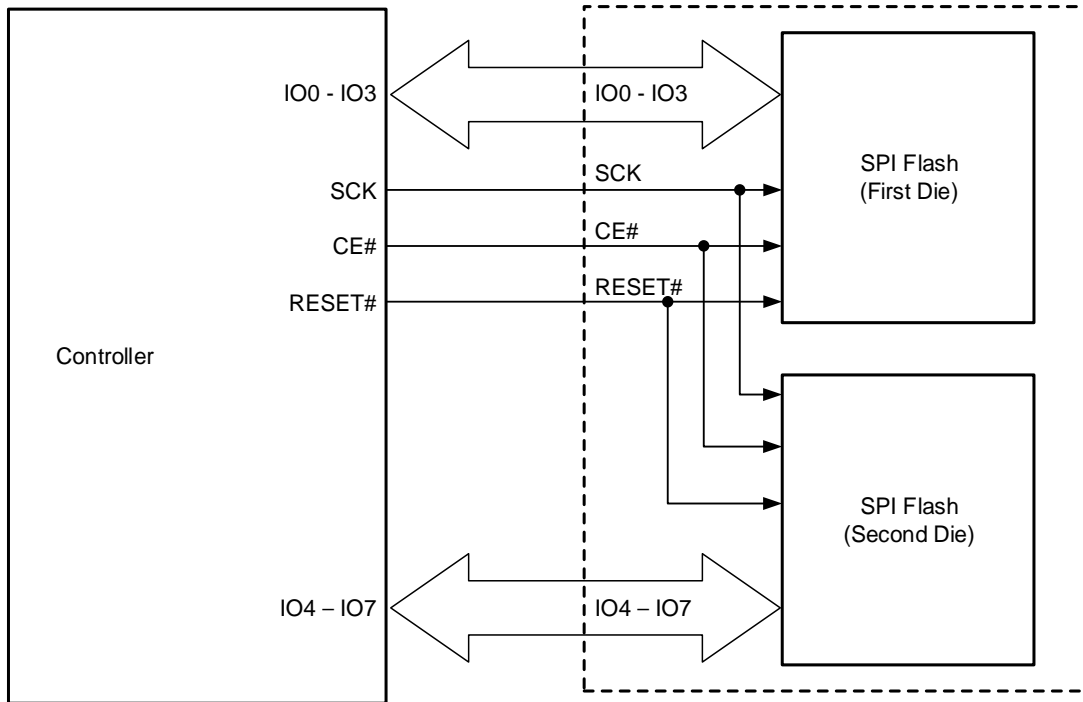 IO0 - IO3
IO0 - IO3
SCK
SCK
CE#
CE#
RESET#
RESET#
SPI Flash
(First Die)
Controller
SPI Flash
(Second Die)
IO4 – IO7
IO4 – IO7